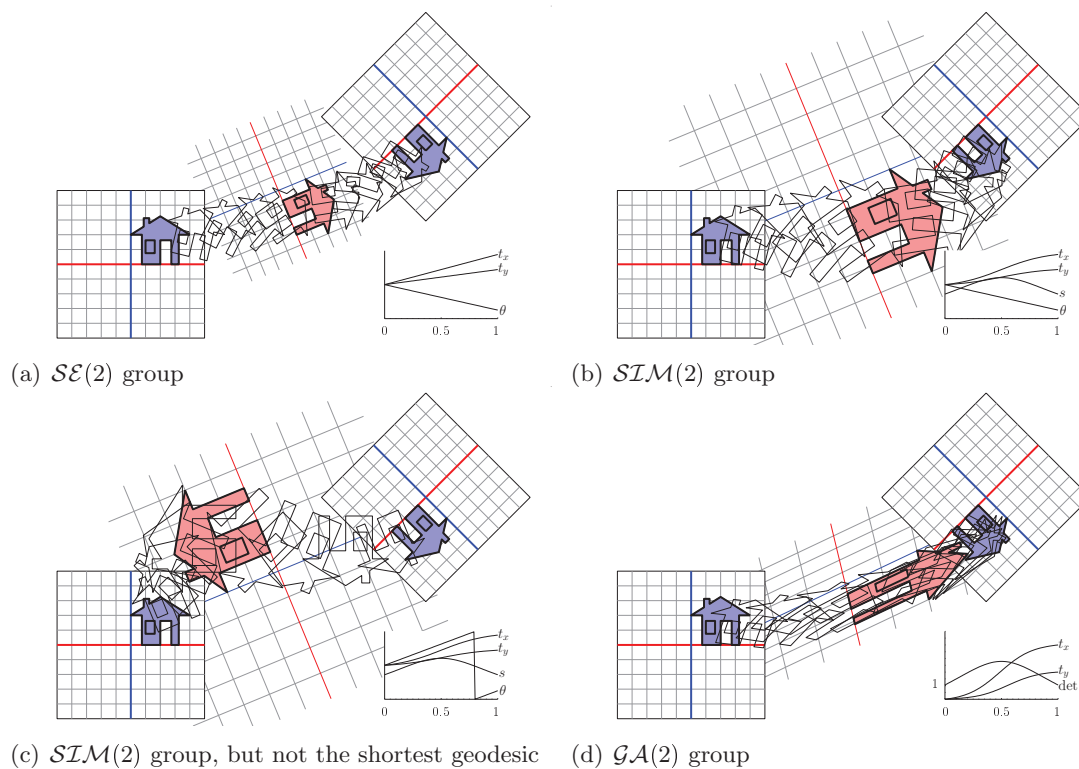 t_x
t_y
θ
0 0.5 1
(a) 𝒮ℰ(2) group
t_x
t_y
s
θ
0 0.5 1
(b) 𝒮ℐℳ(2) group
t_x
t_y
s
θ
0 0.5 1
(c) 𝒮ℐℳ(2) group, but not the shortest geodesic
t_x
t_y
det
1
0 0.5 1
(d) 𝒢𝒜(2) group